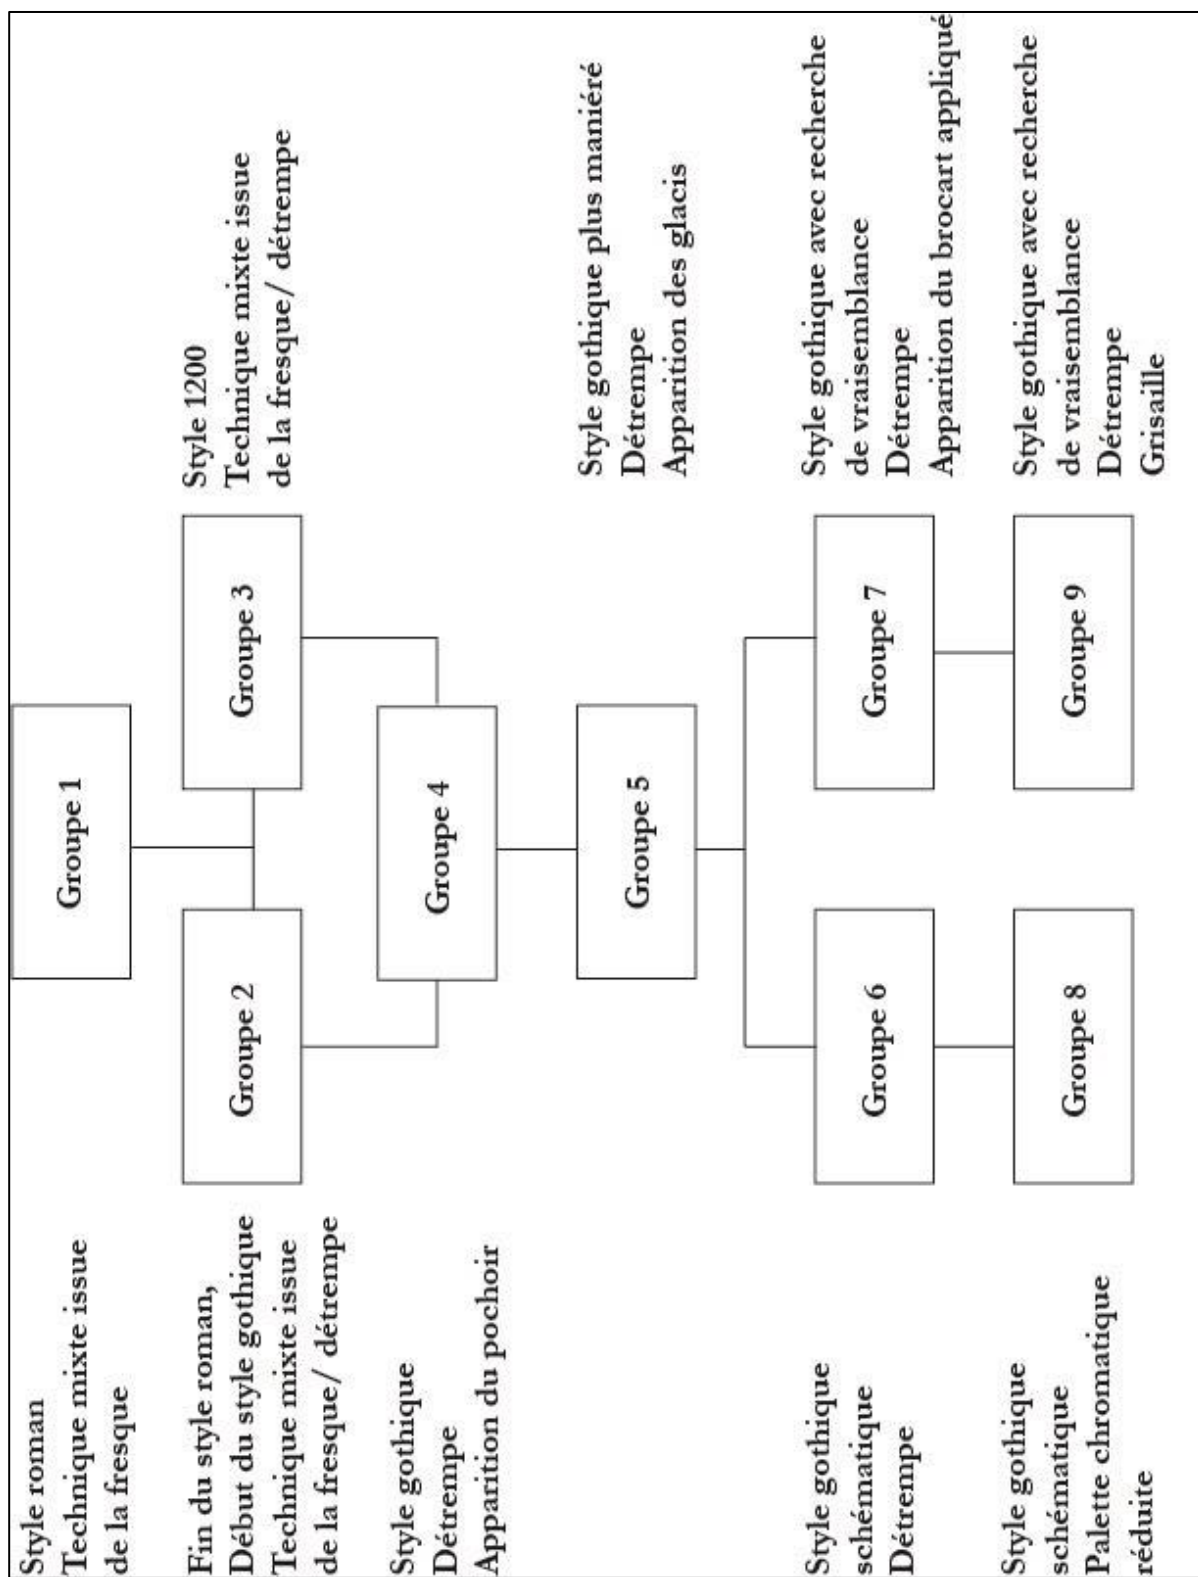 Style roman
Technique mixte issue
de la fresque
Groupe 1
Fin du style roman,
Début du style gothique
Technique mixte issue
de la fresque/ détrempe
Groupe 2
Groupe 3
Style 1200
Technique mixte issue
de la fresque/ détrempe
Style gothique
Détrempe
Apparition du pochoir
Groupe 4
Groupe 5
Style gothique plus maniéré
Détrempe
Apparition des glacis
Style gothique
schématique
Détrempe
Groupe 6
Groupe 7
Style gothique avec recherche
de vraisemblance
Détrempe
Apparition du brocart appliqué
Style gothique
schématique
Palette chromatique
réduite
Groupe 8
Groupe 9
Style gothique avec recherche
de vraisemblance
Détrempe
Grisaille